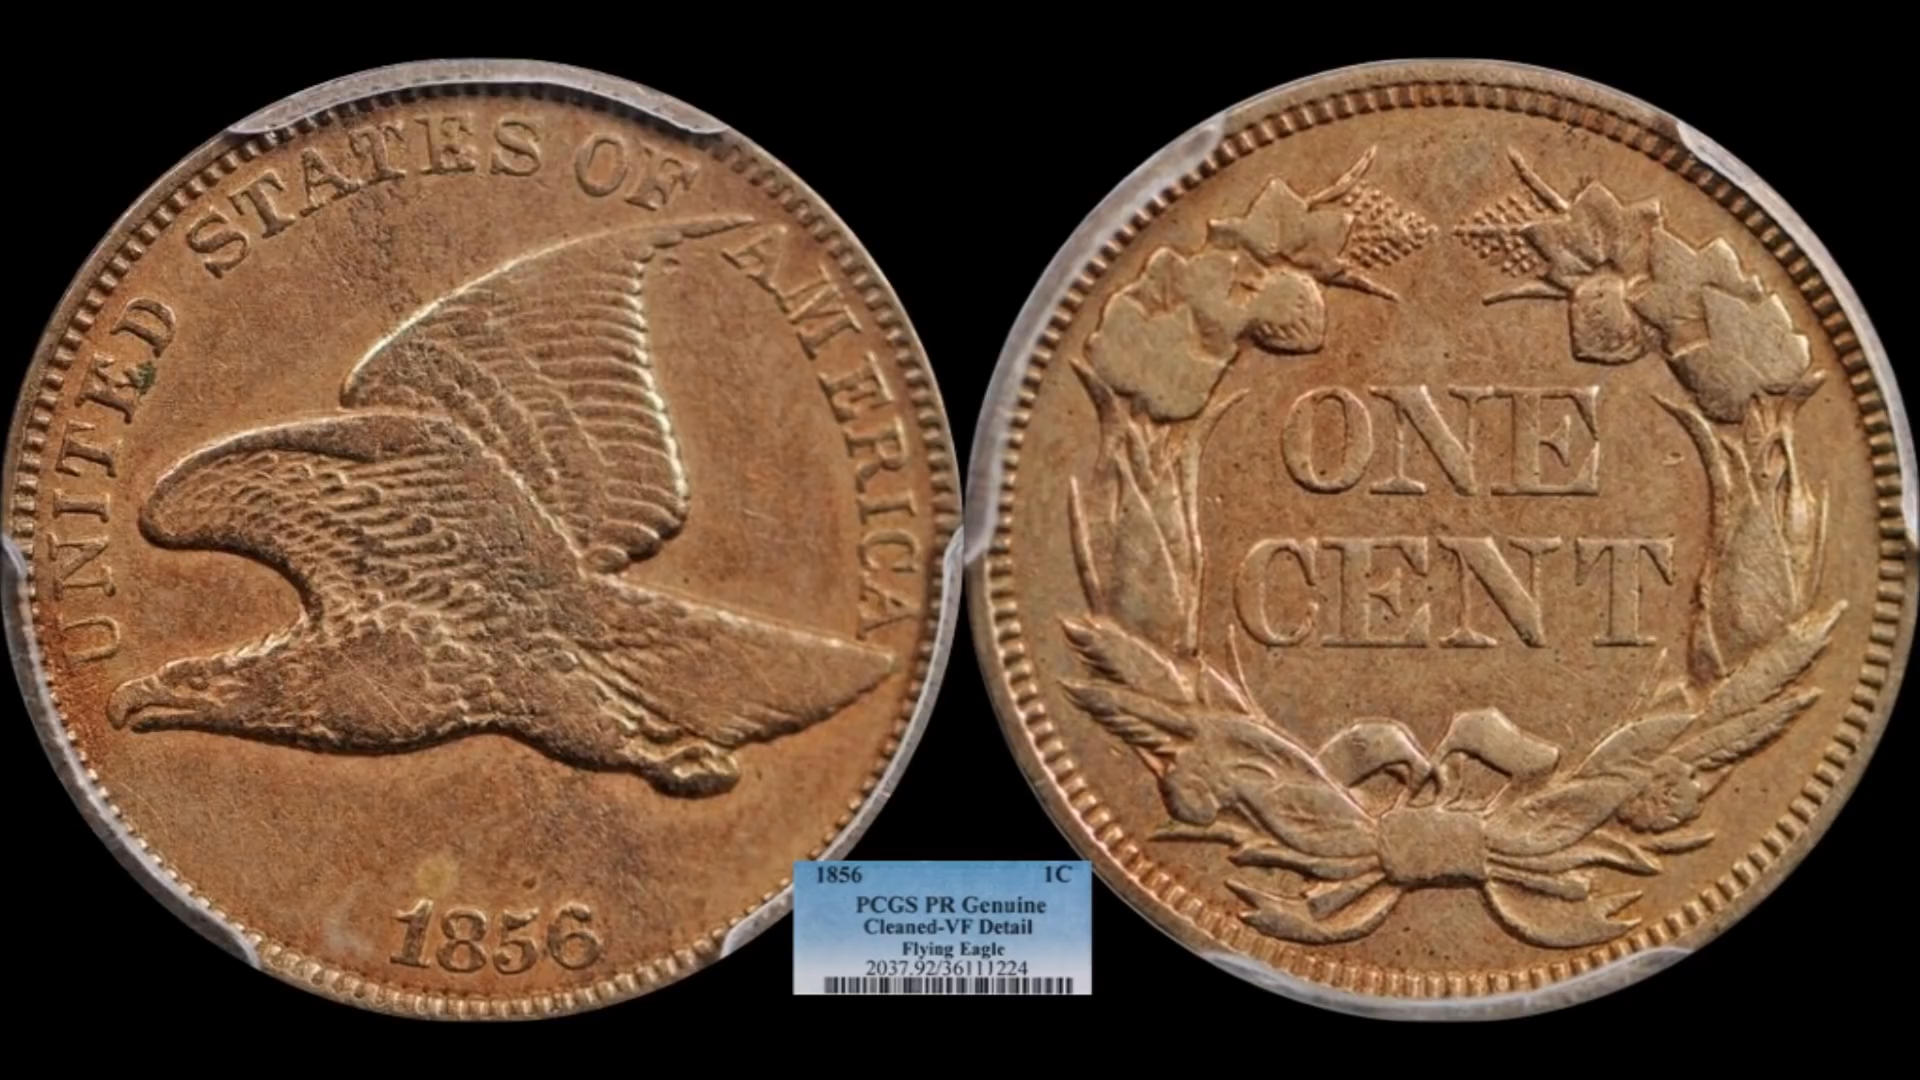 UNITED STATES OF AMERICA
1856
ONE
CENT
1856 1C
PCGS PR Genuine
Cleaned-VF Detail
Flying Eagle
2037.92/36111224